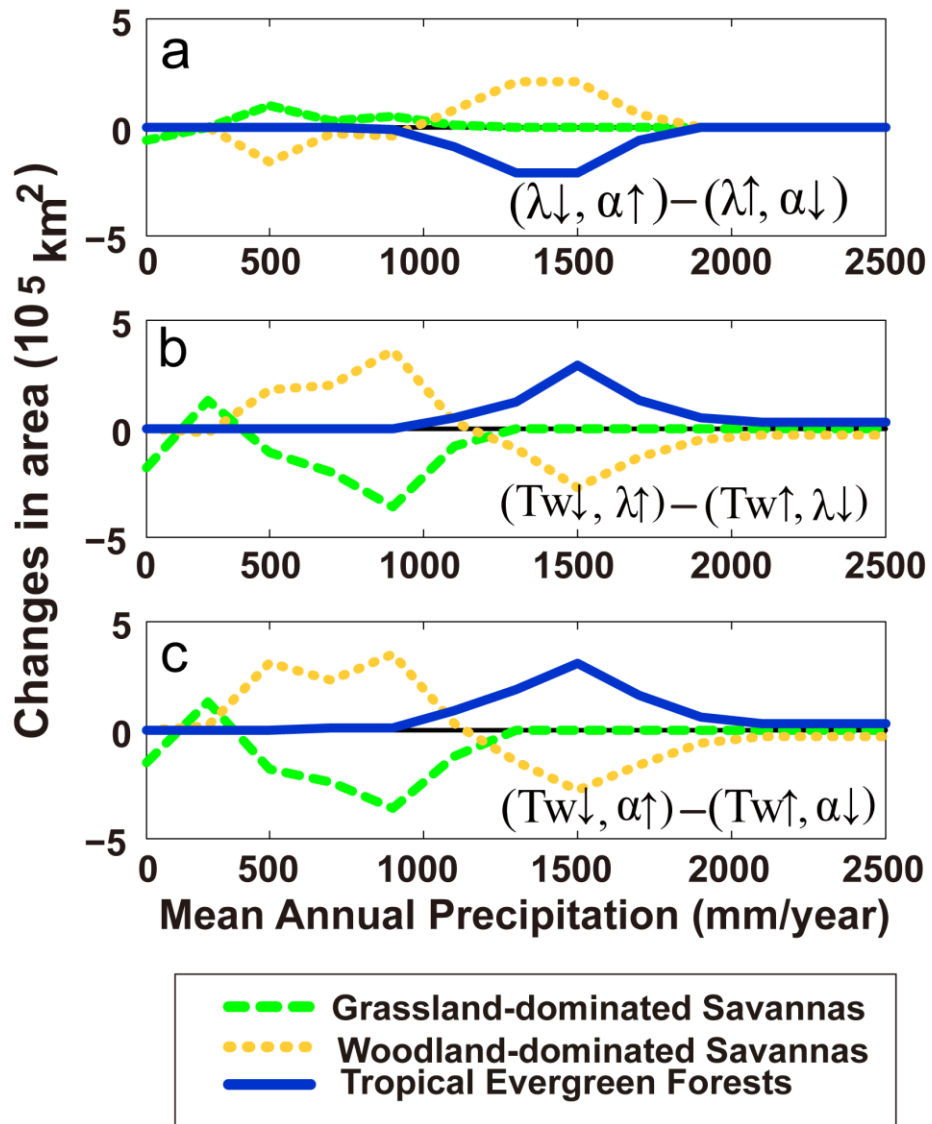 Changes in area (10⁵ km²)
5
a
0
(λ↓, α↑)−(λ↑, α↓)
−5
0 500 1000 1500 2000 2500
5
b
0
(Tw↓, λ↑)−(Tw↑, λ↓)
−5
0 500 1000 1500 2000 2500
5
c
0
(Tw↓, α↑)−(Tw↑, α↓)
−5
0 500 1000 1500 2000 2500
Mean Annual Precipitation (mm/year)
Grassland-dominated Savannas
Woodland-dominated Savannas
Tropical Evergreen Forests